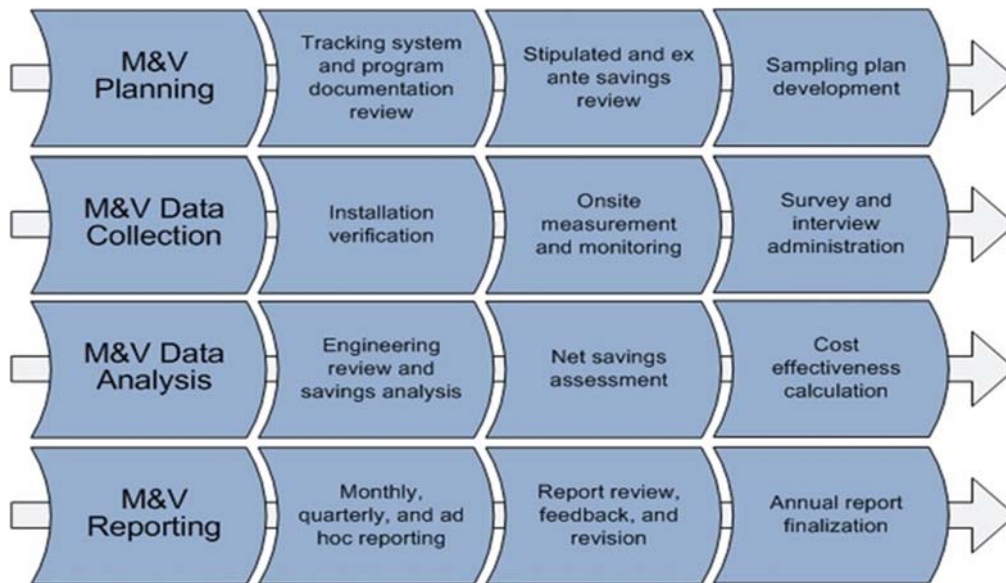 M&V
Planning
Tracking system
and program
documentation
review
Stipulated and ex
ante savings
review
Sampling plan
development
M&V Data
Collection
Installation
verification
Onsite
measurement
and monitoring
Survey and
interview
administration
M&V Data
Analysis
Engineering
review and
savings analysis
Net savings
assessment
Cost
effectiveness
calculation
M&V
Reporting
Monthly,
quarterly, and ad
hoc reporting
Report review,
feedback, and
revision
Annual report
finalization